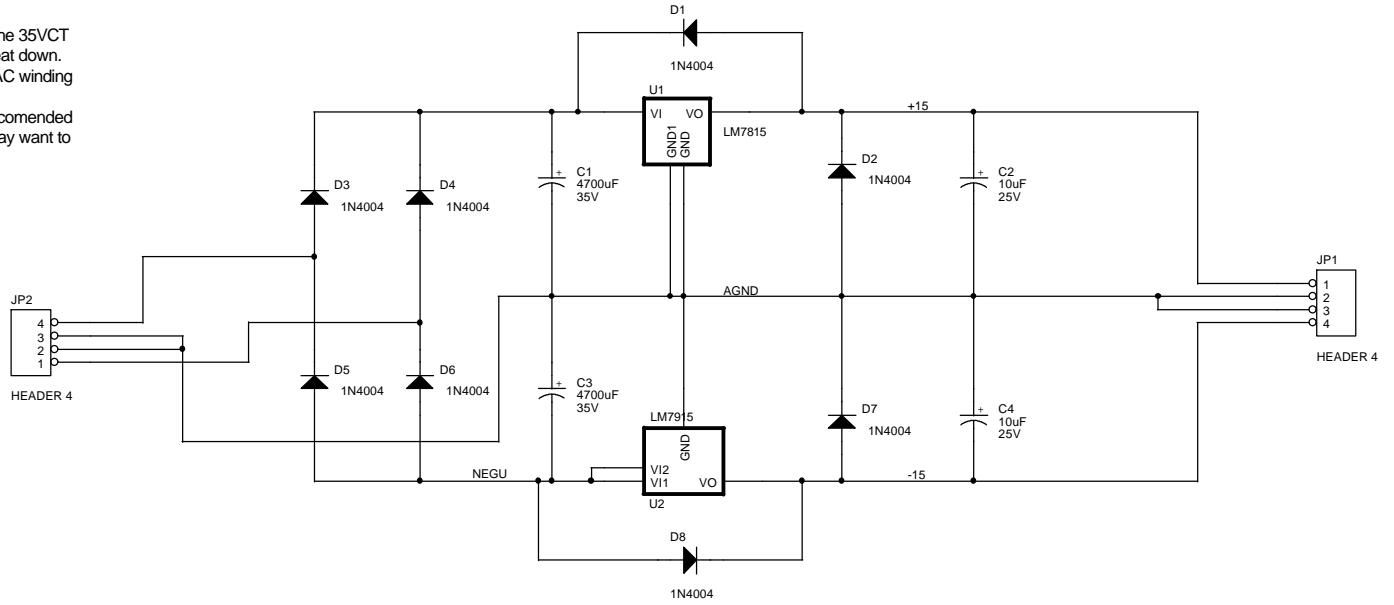 ne 35VCT
eat down.
AC winding
comended
ay want to
D1
1N4004
U1
VI VO
GND1
GND
LM7815
+15
D3
1N4004
D4
1N4004
C1
4700uF
35V
D2
1N4004
C2
10uF
25V
JP2
4
3
2
1
HEADER 4
AGND
JP1
1
2
3
4
HEADER 4
D5
1N4004
D6
1N4004
C3
4700uF
35V
LM7915
GND
VI2
VI1 VO
U2
NEGU
D7
1N4004
C4
10uF
25V
-15
D8
1N4004